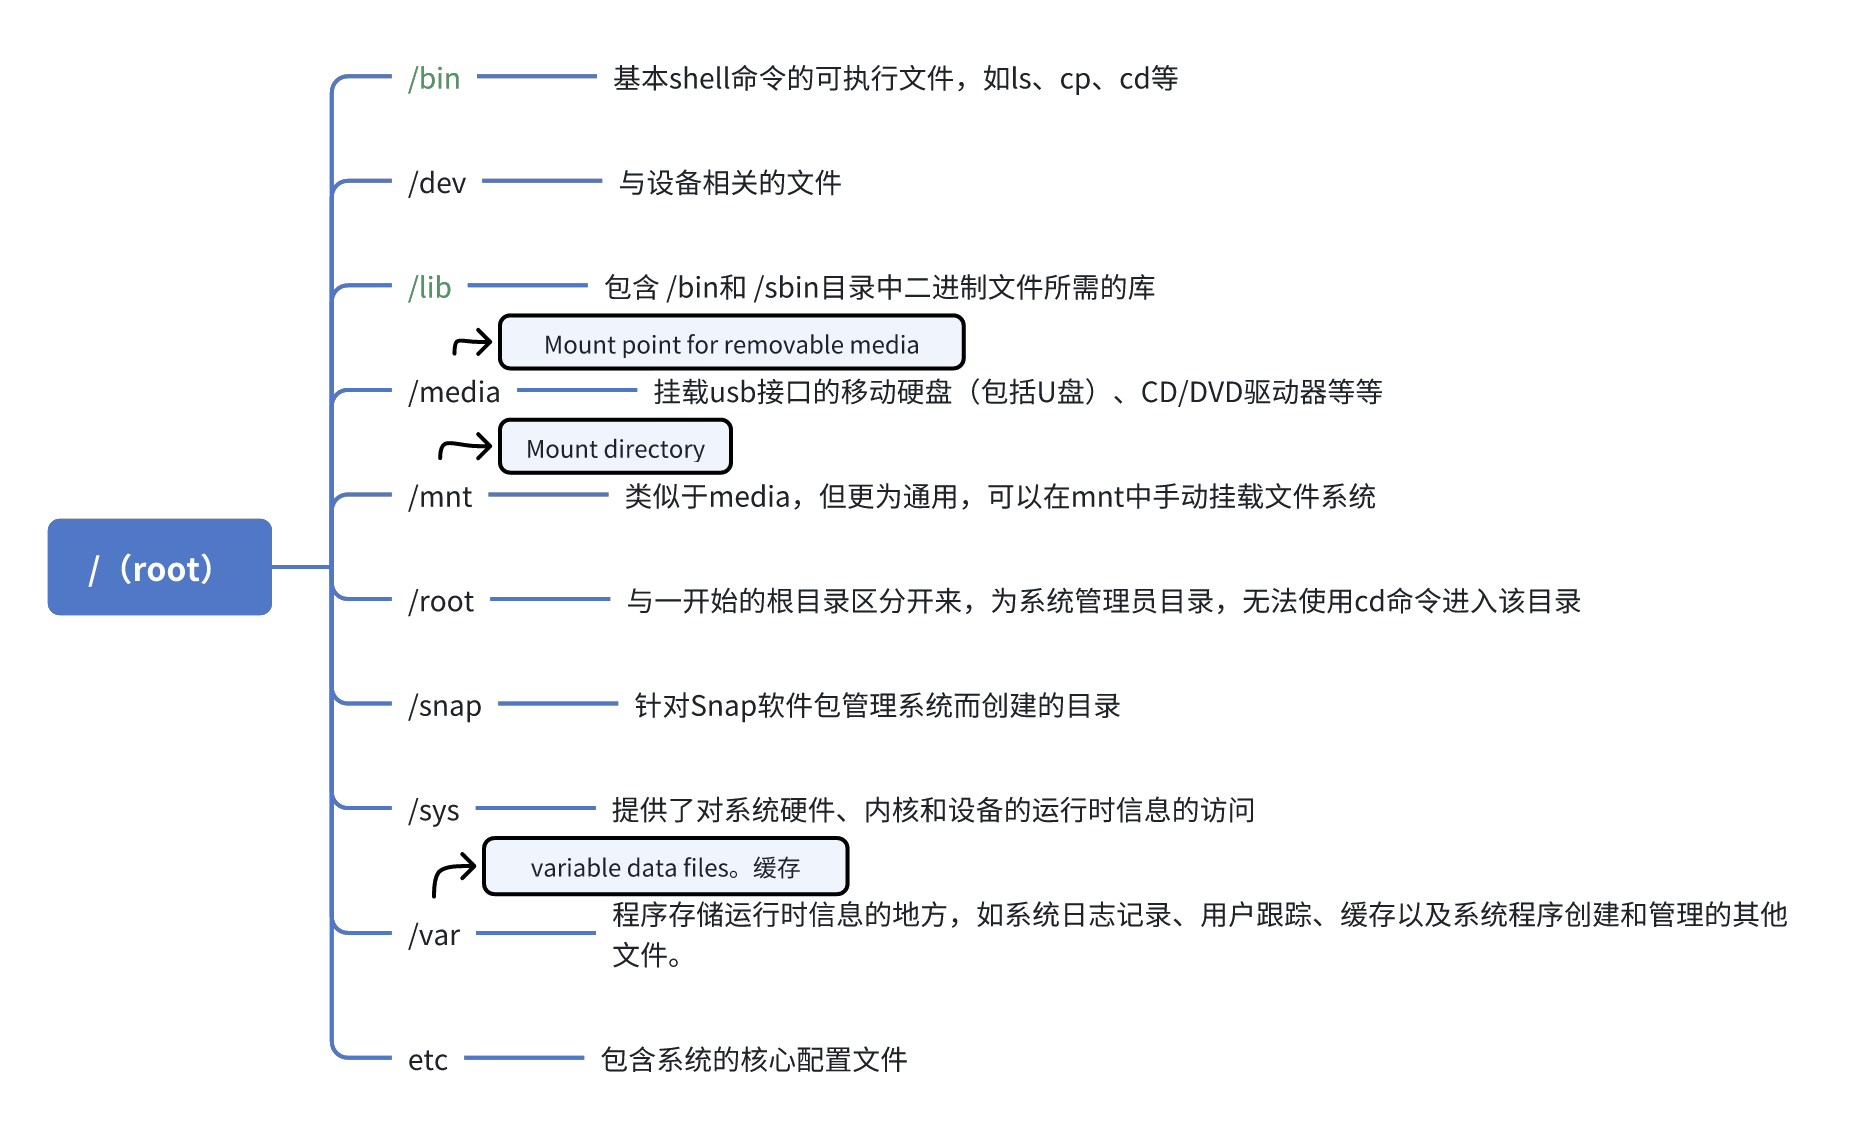 /（root）
/bin
基本shell命令的可执行文件，如ls、cp、cd等
/dev
与设备相关的文件
/lib
包含 /bin和 /sbin目录中二进制文件所需的库
Mount point for removable media
/media
挂载usb接口的移动硬盘（包括U盘）、CD/DVD驱动器等等
Mount directory
/mnt
类似于media，但更为通用，可以在mnt中手动挂载文件系统
/root
与一开始的根目录区分开来，为系统管理员目录，无法使用cd命令进入该目录
/snap
针对Snap软件包管理系统而创建的目录
/sys
提供了对系统硬件、内核和设备的运行时信息的访问
variable data files。缓存
/var
程序存储运行时信息的地方，如系统日志记录、用户跟踪、缓存以及系统程序创建和管理的其他
文件。
etc
包含系统的核心配置文件